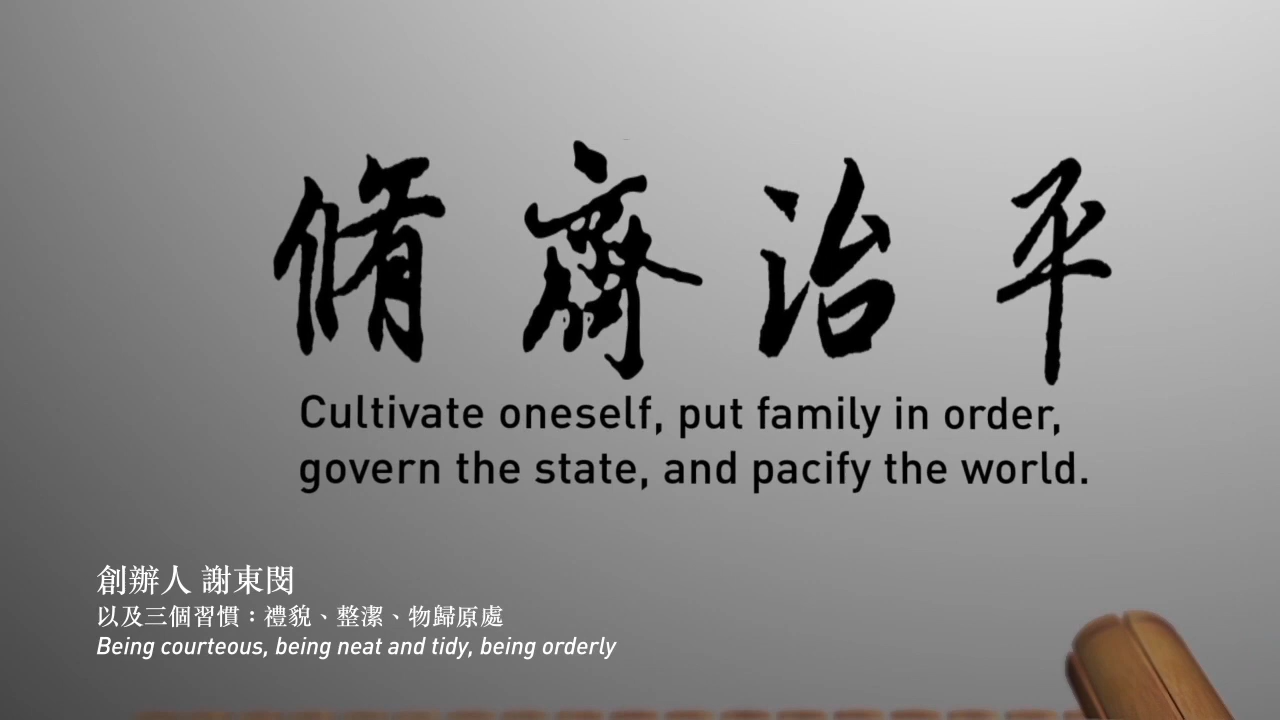 脩齊治平
Cultivate oneself, put family in order,
govern the state, and pacify the world.
創辦人 謝東閔
以及三個習慣：禮貌、整潔、物歸原處
Being courteous, being neat and tidy, being orderly